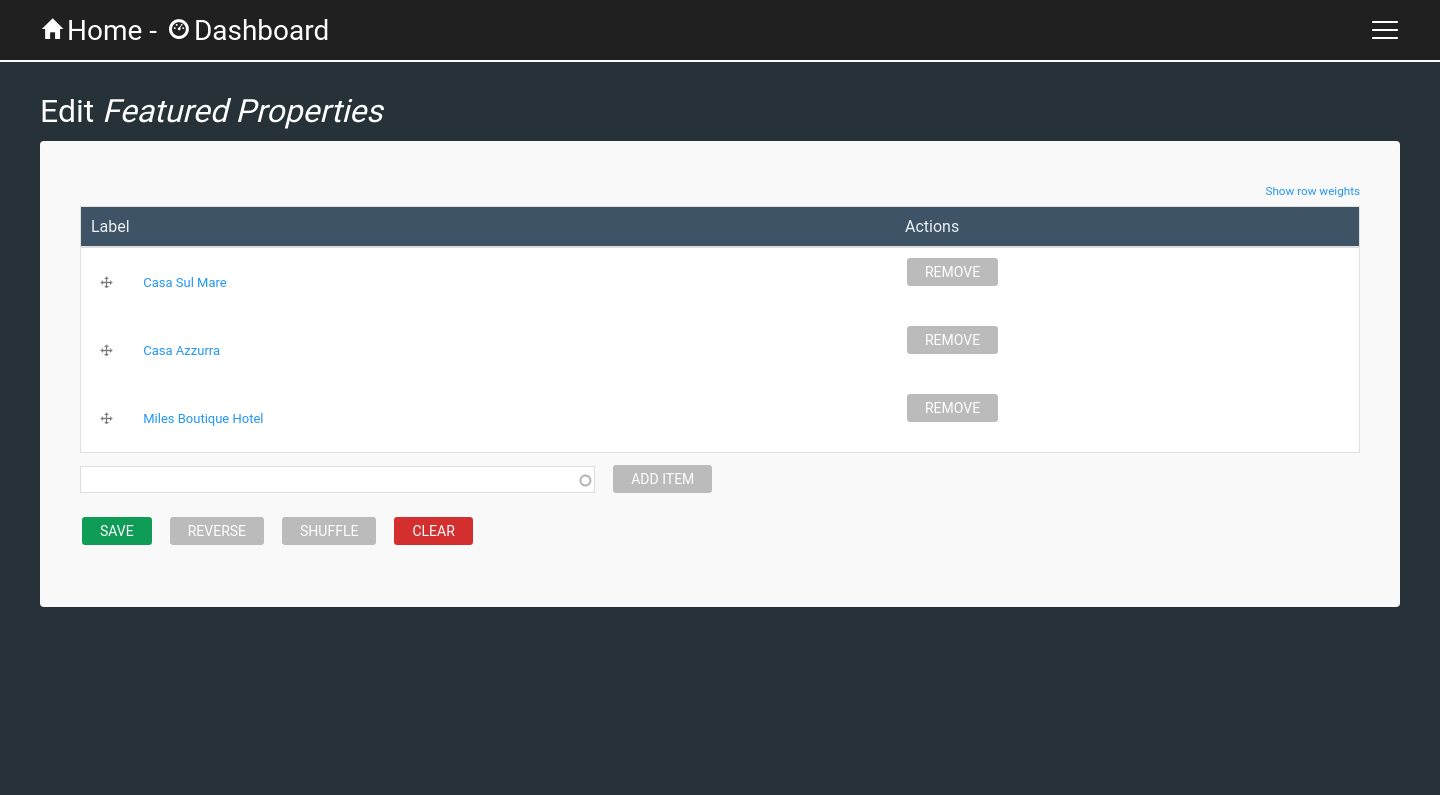 Home - Dashboard
Edit Featured Properties
Show row weights
Label Actions
Casa Sul Mare REMOVE
Casa Azzurra REMOVE
Miles Boutique Hotel REMOVE
ADD ITEM
SAVE REVERSE SHUFFLE CLEAR